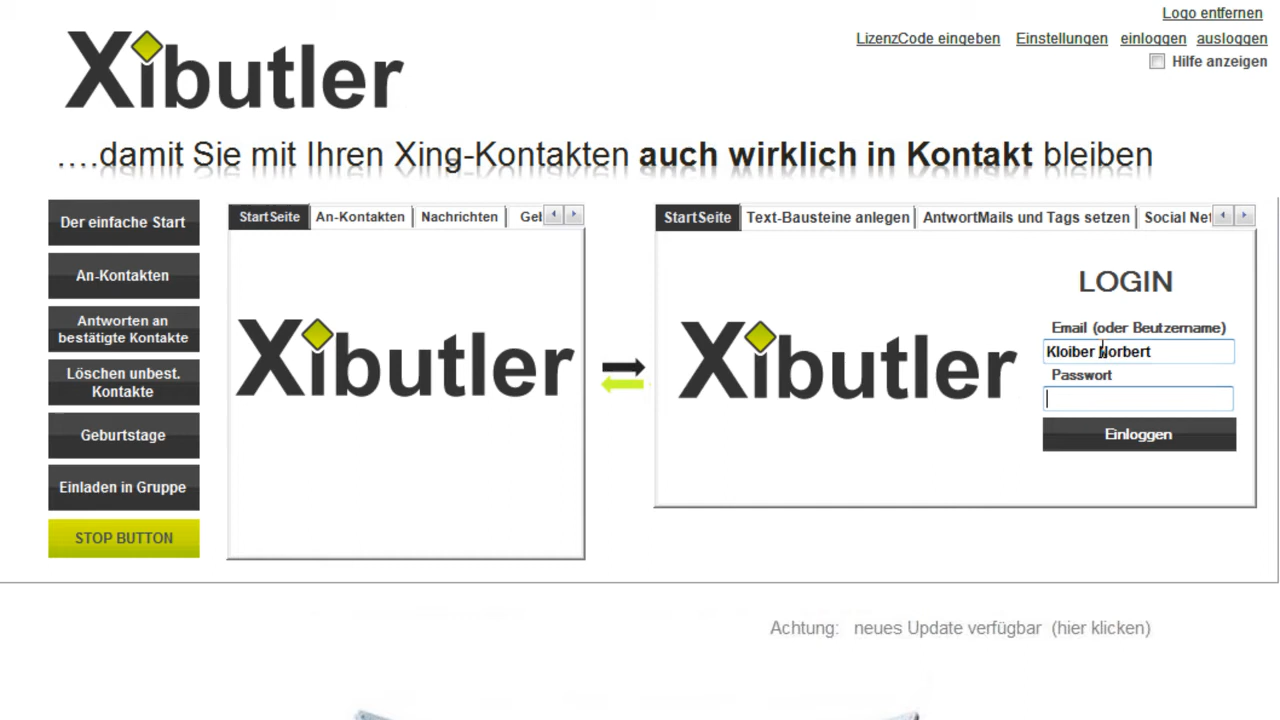 Logo entfernen
LizenzCode eingeben Einstellungen einloggen ausloggen
Hilfe anzeigen
Xibutler
....damit Sie mit Ihren Xing-Kontakten auch wirklich in Kontakt bleiben
Der einfache Start
An-Kontakten
Antworten an
bestätigte Kontakte
Löschen unbest.
Kontakte
Geburtstage
Einladen in Gruppe
STOP BUTTON
StartSeite An-Kontakten Nachrichten Gel
Xibutler
StartSeite Text-Bausteine anlegen AntwortMails und Tags setzen Social Net
Xibutler
LOGIN
Email (oder Beutzername)
Kloiber Norbert
Passwort
Einloggen
Achtung: neues Update verfügbar (hier klicken)